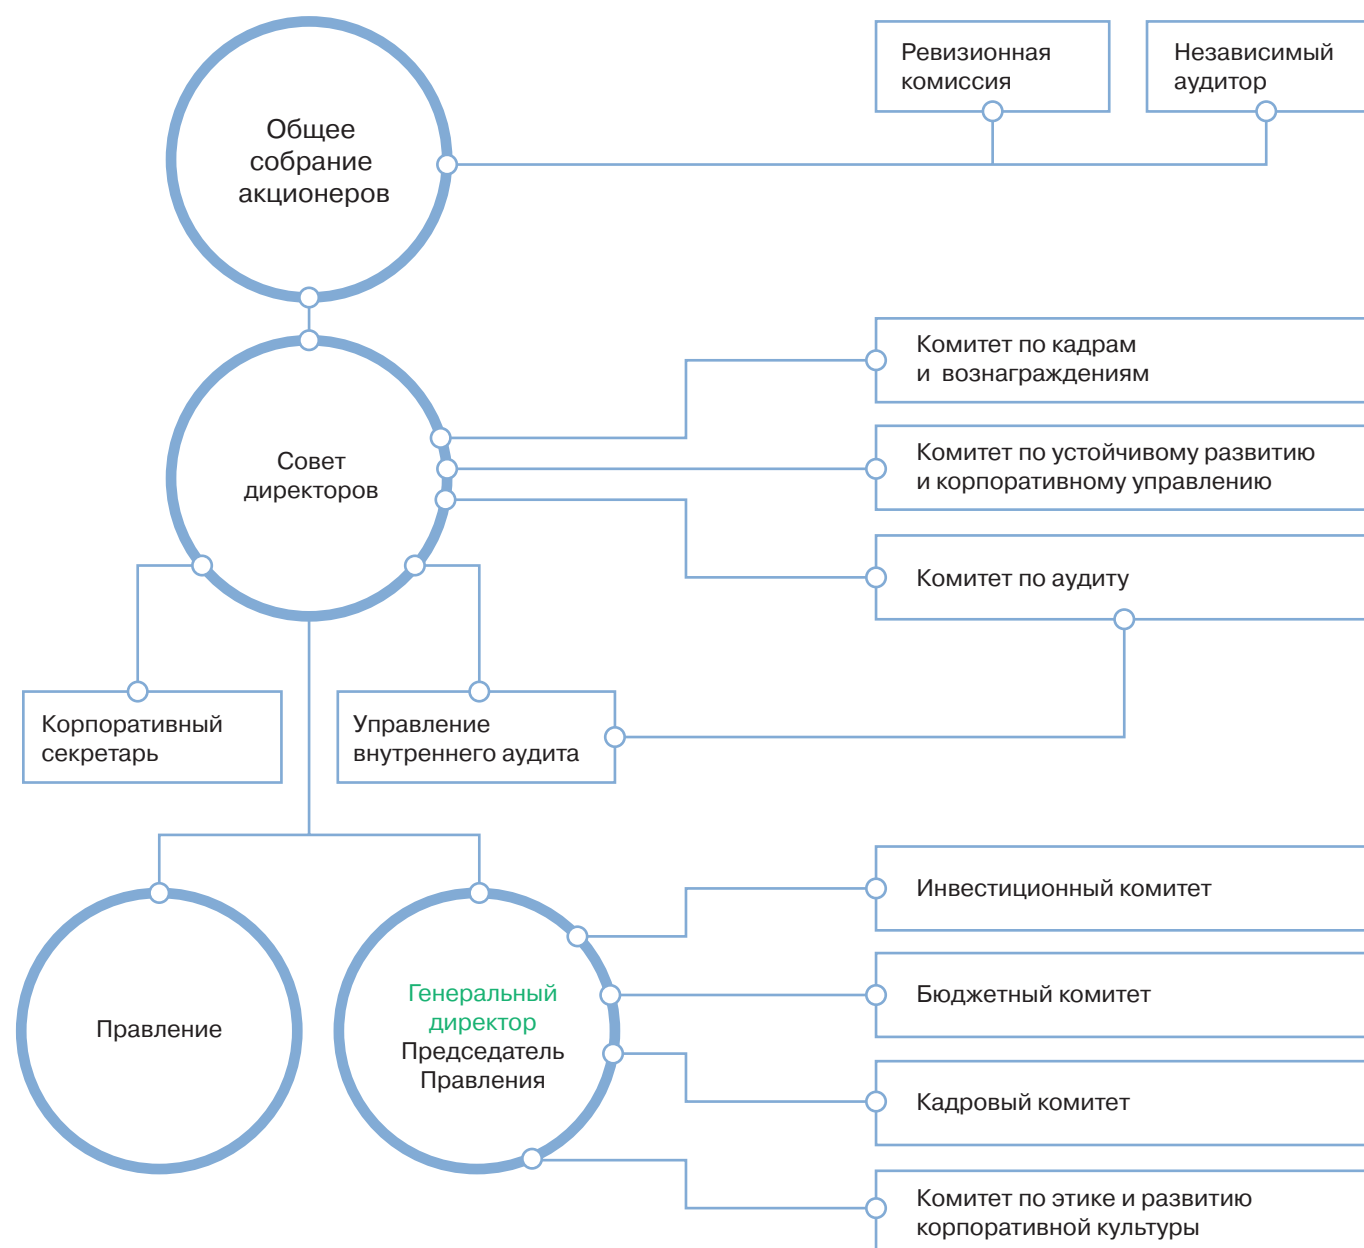 Общее
собрание
акционеров
Ревизионная
комиссия
Независимый
аудитор
Совет
директоров
Комитет по кадрам
и вознаграждениям
Комитет по устойчивому развитию
и корпоративному управлению
Комитет по аудиту
Корпоративный
секретарь
Управление
внутреннего аудита
Правление
Генеральный
директор
Председатель
Правления
Инвестиционный комитет
Бюджетный комитет
Кадровый комитет
Комитет по этике и развитию
корпоративной культуры